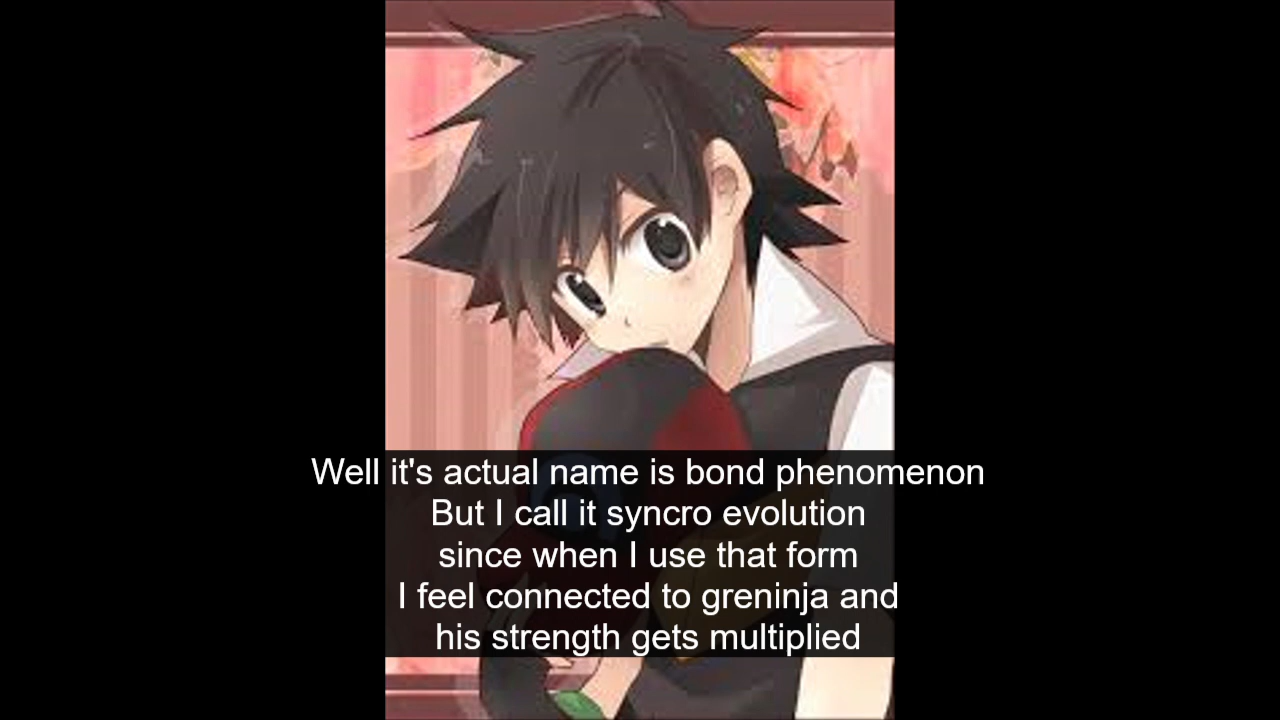 Well it's actual name is bond phenomenon
But I call it syncro evolution
since when I use that form
I feel connected to greninja and
his strength gets multiplied